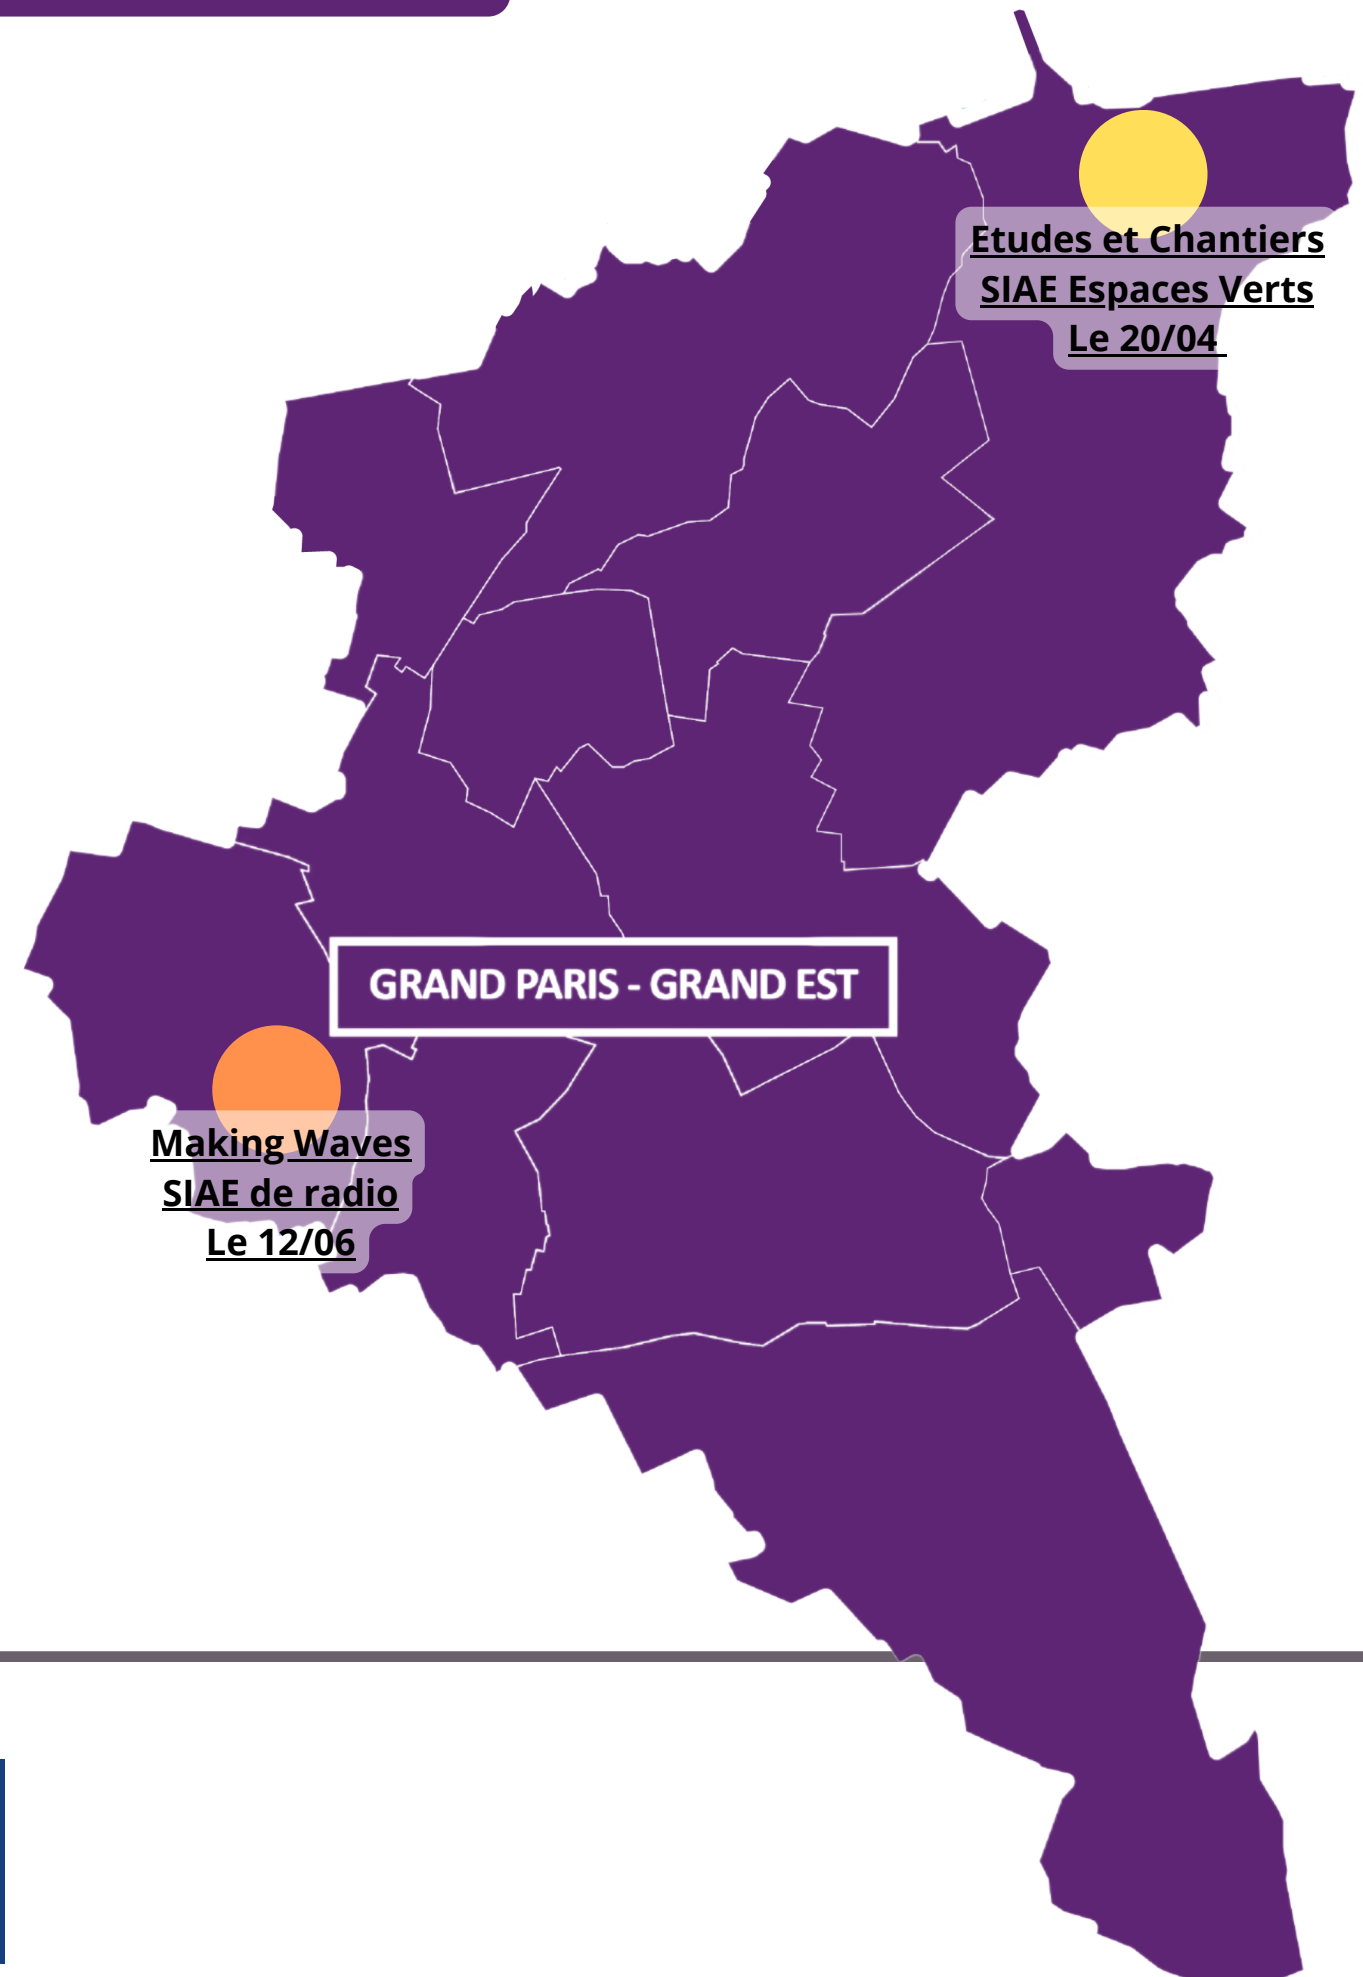 Etudes et Chantiers
SIAE Espaces Verts
Le 20/04
GRAND PARIS - GRAND EST
Making Waves
SIAE de radio
Le 12/06